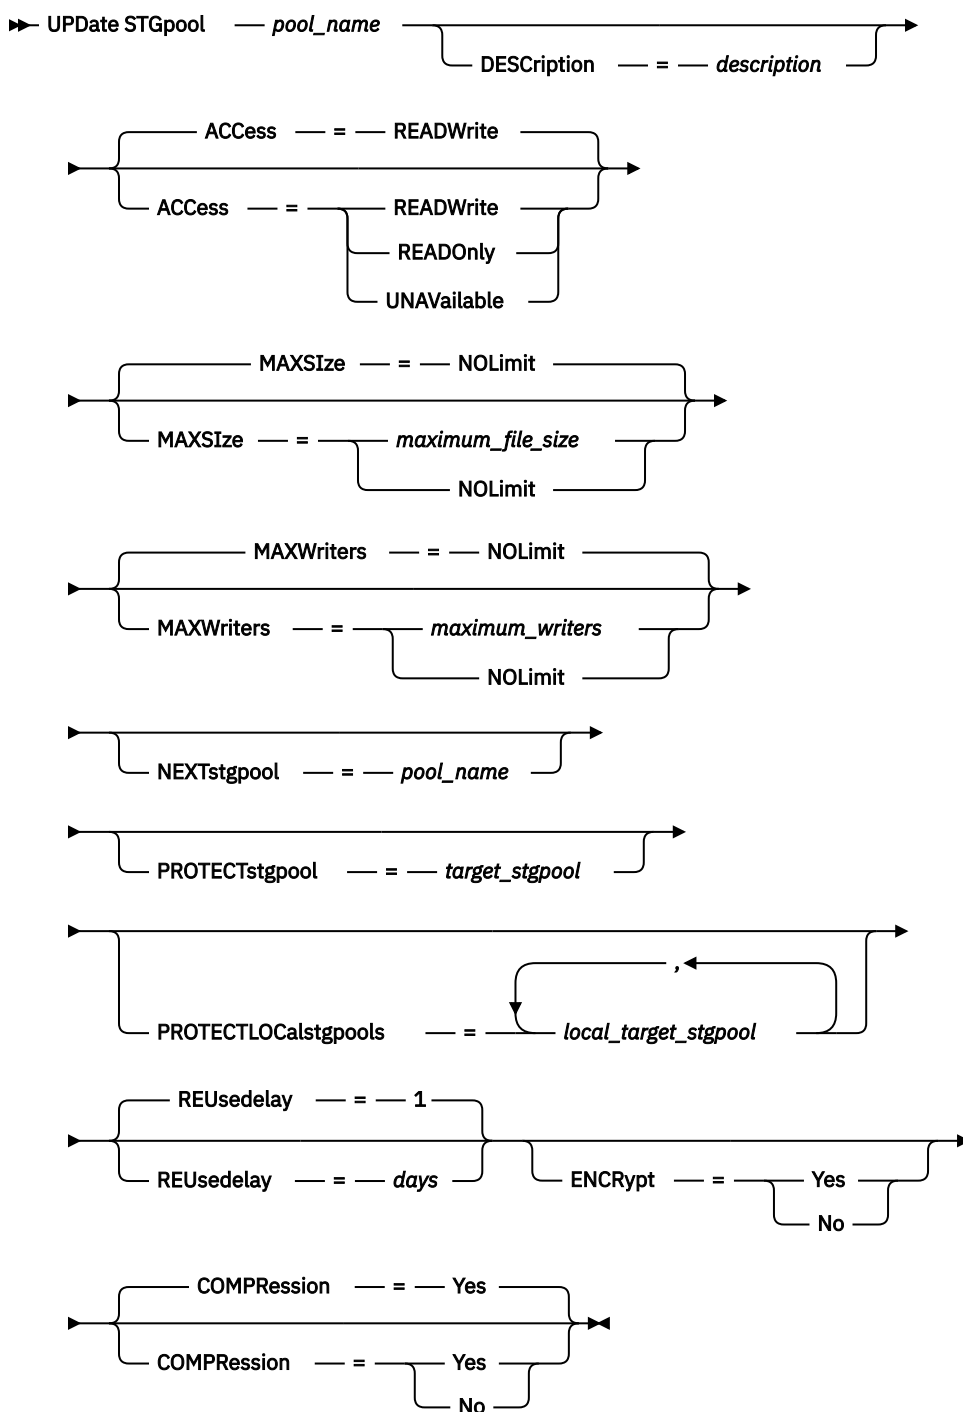 UPDate STGpool pool_name
DESCription = description
ACCess = READWrite
ACCess = READWrite
READOnly
UNAVailable
MAXSIze = NOLimit
MAXSIze = maximum_file_size
NOLimit
MAXWriters = NOLimit
MAXWriters = maximum_writers
NOLimit
NEXTstgpool = pool_name
PROTECTstgpool = target_stgpool
,
PROTECTLOCalstgpools = local_target_stgpool
REUsedelay = 1
REUsedelay = days ENCRypt = Yes
No
COMPRession = Yes
COMPRession = Yes
No